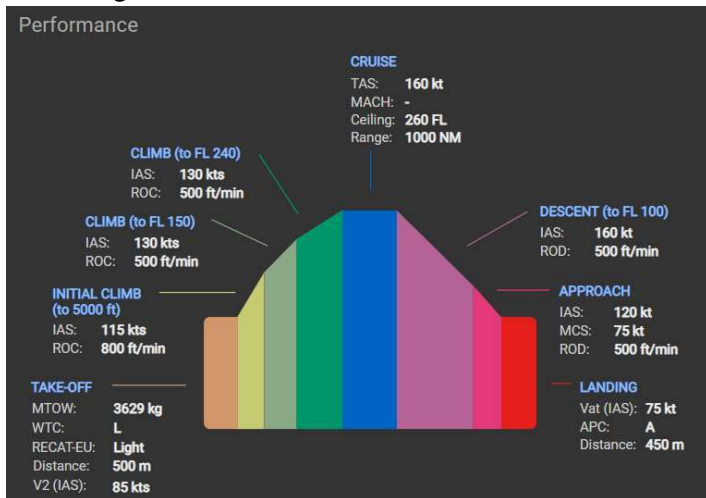 Performance
CRUISE
TAS: 160 kt
MACH: -
Ceiling: 260 FL
Range: 1000 NM
CLIMB (to FL 240)
IAS: 130 kts
ROC: 500 ft/min
CLIMB (to FL 150)
IAS: 130 kts
ROC: 500 ft/min
INITIAL CLIMB
(to 5000 ft)
IAS: 115 kts
ROC: 800 ft/min
TAKE-OFF
MTOW: 3629 kg
WTC: L
RECAT-EU: Light
Distance: 500 m
V2 (IAS): 85 kts
DESCENT (to FL 100)
IAS: 160 kt
ROD: 500 ft/min
APPROACH
IAS: 120 kt
MCS: 75 kt
ROD: 500 ft/min
LANDING
Vat (IAS): 75 kt
APC: A
Distance: 450 m